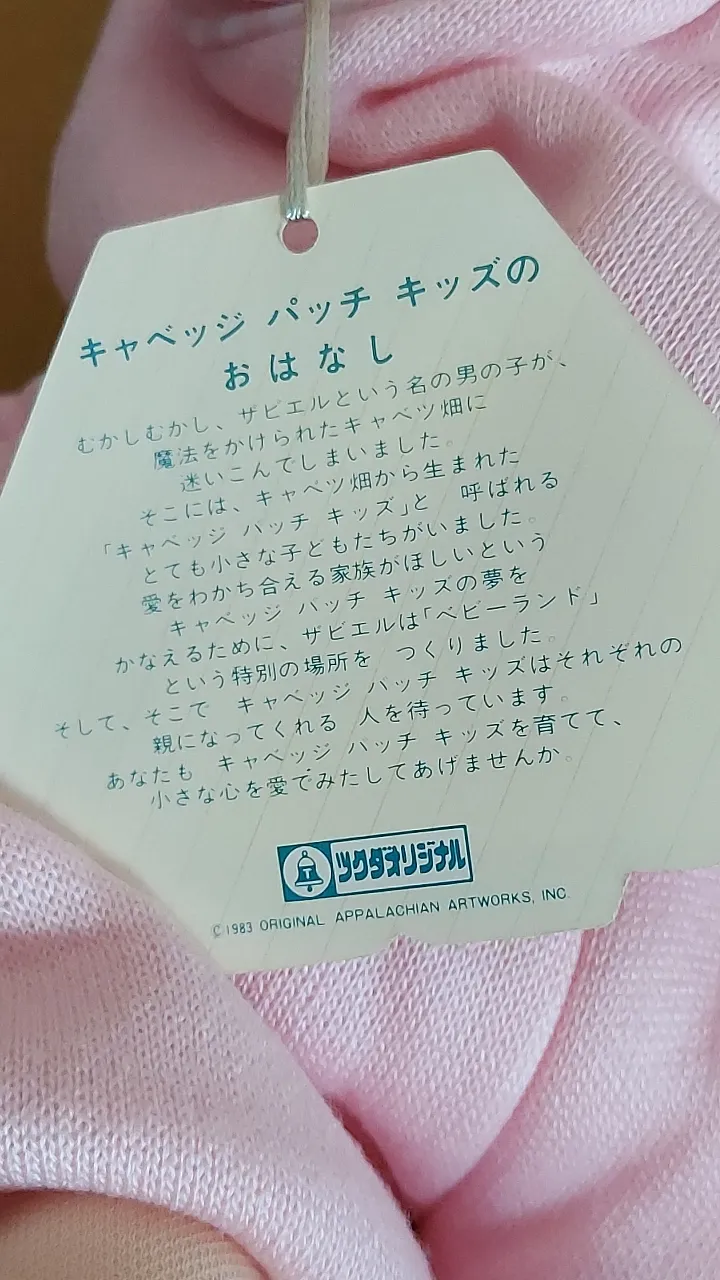 キャベッジ パッチ キッズの
おはなし
むかしむかし、ザビエルという名の男の子が、
魔法をかけられたキャベツ畑に
迷いこんでしまいました。
そこには、キャベツ畑から生まれた
「キャベッジ パッチ キッズ」と 呼ばれる
とても小さな子どもたちがいました。
愛をわかち合える家族がほしいという
キャベッジ パッチ キッズの夢を
かなえるために、ザビエルは「ベビーランド」
という特別の場所を つくりました。
そして、そこで キャベッジ パッチ キッズはそれぞれの
親になってくれる 人を待っています。
あなたも キャベッジ パッチ キッズを育てて、
小さな心を愛でみたしてあげませんか。
T ツクダオリジナル
©1983 ORIGINAL APPALACHIAN ARTWORKS, INC.